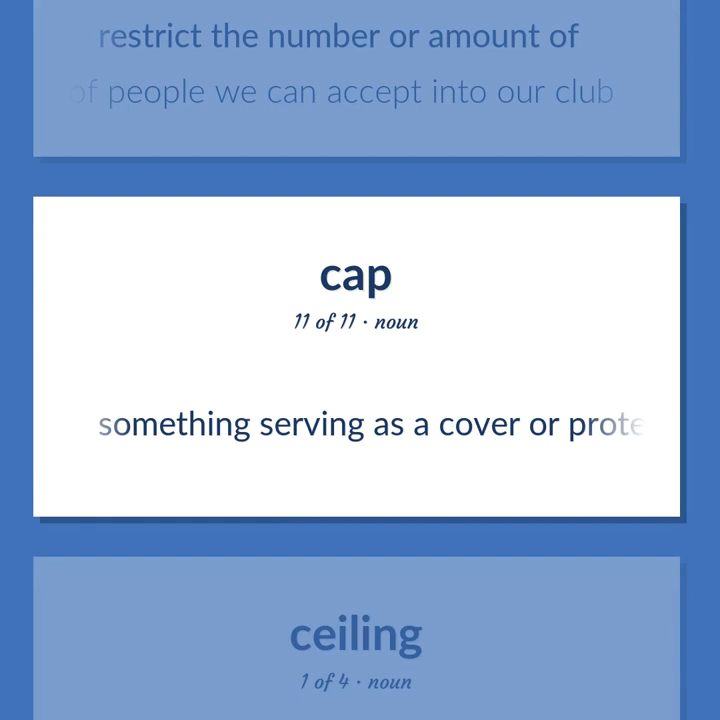 restrict the number or amount of
of people we can accept into our club
cap
11 of 11 · noun
something serving as a cover or prote
ceiling
1 of 4 · noun